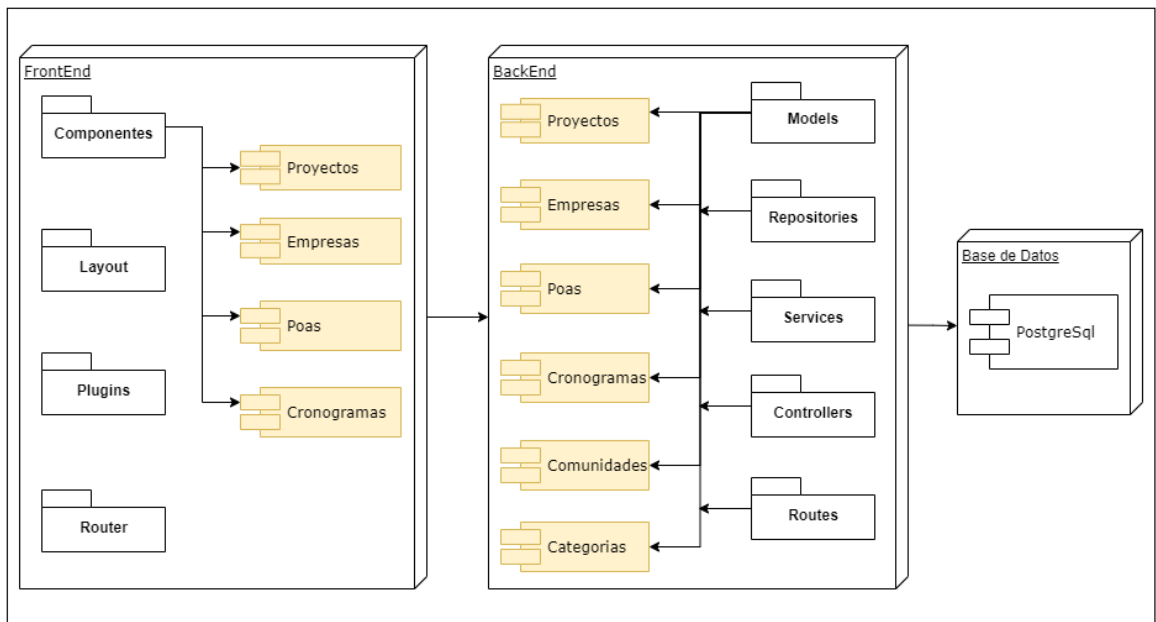 FrontEnd
Componentes
Proyectos
Layout
Empresas
Poas
Plugins
Cronogramas
Router
BackEnd
Proyectos
Models
Empresas
Repositories
Poas
Services
Cronogramas
Controllers
Comunidades
Routes
Categorias
Base de Datos
PostgreSql